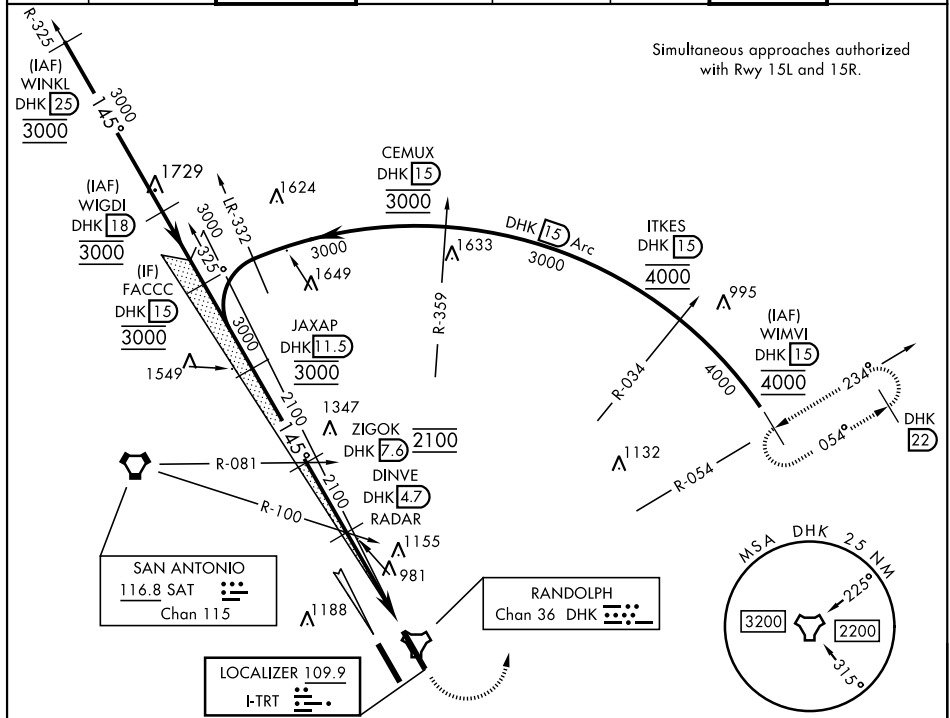 Simultaneous approaches authorized
with Rwy 15L and 15R.
R-325
(IAF)
WINKL
DHK 25
3000
3000
145°
(IAF)
WIGDI
DHK 18
3000
1729
LR-332
1624
3000
325°
(IF)
FACCC
DHK 15
3000
CEMUX
DHK 15
3000
3000
1649
1633
R-359
DHK 15 Arc
3000
ITKES
DHK 15
4000
995
R-034
4000
(IAF)
WIMVI
DHK 15
4000
234°
054°
DHK
22
R-054
1132
3000
JAXAP
DHK 11.5
3000
1549
2100
1347
145°
ZIGOK
DHK 7.6
2100
R-081
2100
DINVE
DHK 4.7
RADAR
R-100
1155
981
SAN ANTONIO
116.8 SAT
Chan 115
1188
RANDOLPH
Chan 36 DHK
LOCALIZER 109.9
I-TRT
MSA DHK 25 NM
225°
3200
2200
315°